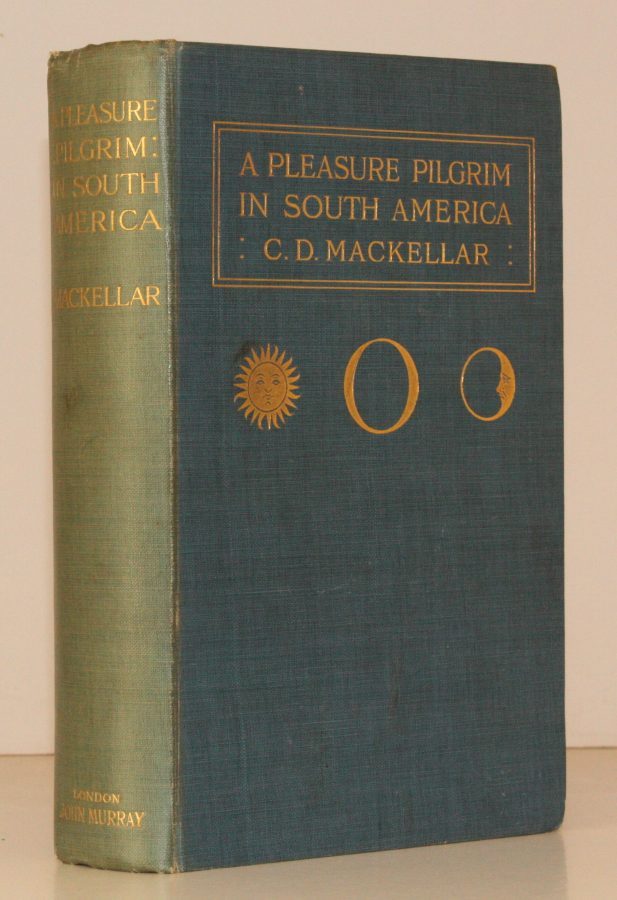 A PLEASURE
PILGRIM:
IN SOUTH
AMERICA
MACKELLAR
LONDON
JOHN MURRAY
A PLEASURE PILGRIM
IN SOUTH AMERICA
: C. D. MACKELLAR :